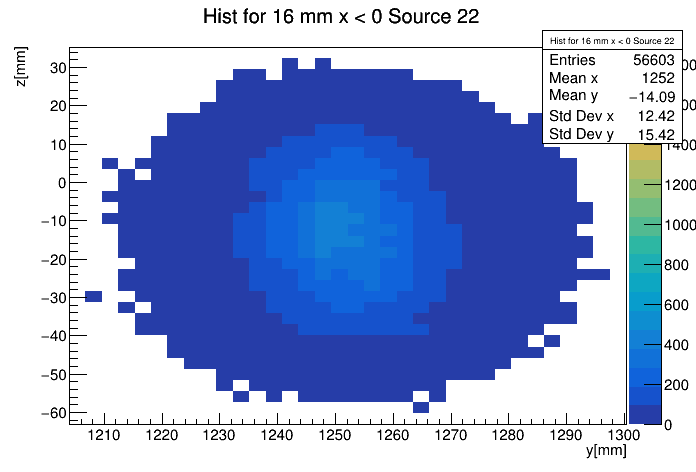 Hist for 16 mm x < 0 Source 22
Hist for 16 mm x < 0 Source 22
Entries 56603
Mean x 1252
Mean y −14.09
Std Dev x 12.42
Std Dev y 15.42
z[mm]
30
20
10
0
−10
−20
−30
−40
−50
−60
1210 1220 1230 1240 1250 1260 1270 1280 1290 1300
y[mm]
1400
1200
1000
800
600
400
200
0